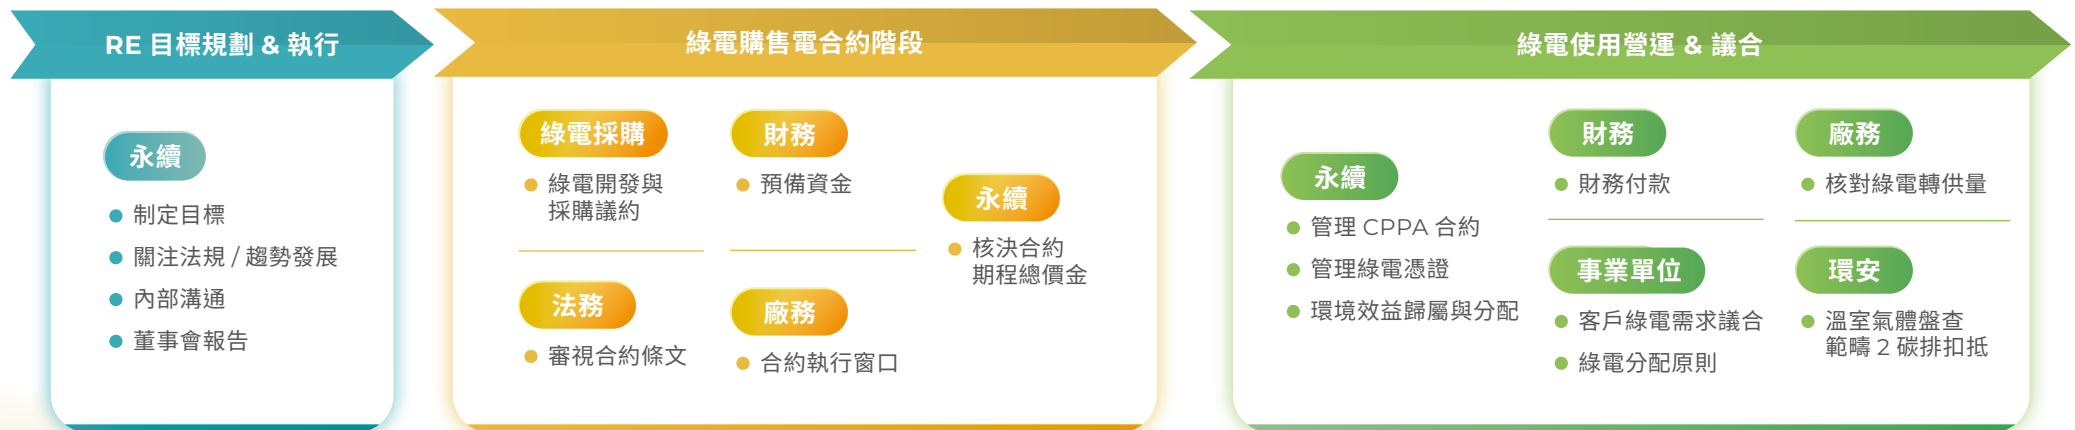 RE 目標規劃 & 執行
永續
制定目標
關注法規 / 趨勢發展
內部溝通
董事會報告
綠電購售電合約階段
綠電採購
綠電開發與
採購議約
法務
審視合約條文
財務
預備資金
廠務
合約執行窗口
永續
核決合約
期程總價金
綠電使用營運 & 議合
永續
管理 CPPA 合約
管理綠電憑證
環境效益歸屬與分配
財務
財務付款
事業單位
客戶綠電需求議合
綠電分配原則
廠務
核對綠電轉供量
環安
溫室氣體盤查
範疇 2 碳排扣抵